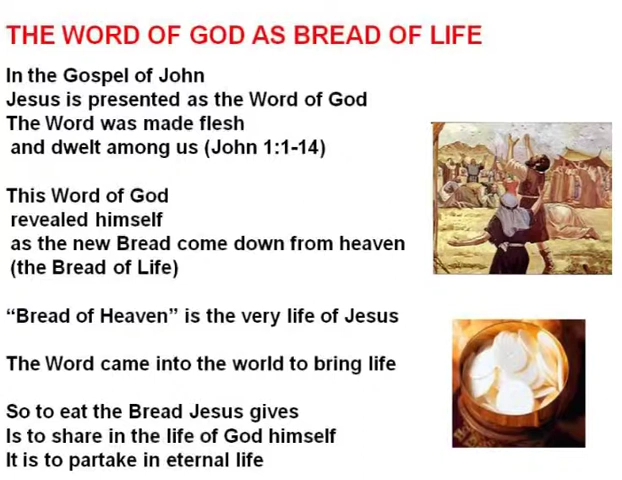 THE WORD OF GOD AS BREAD OF LIFE
In the Gospel of John
Jesus is presented as the Word of God
The Word was made flesh
and dwelt among us (John 1:1-14)
This Word of God
revealed himself
as the new Bread come down from heaven
(the Bread of Life)
“Bread of Heaven” is the very life of Jesus
The Word came into the world to bring life
So to eat the Bread Jesus gives
Is to share in the life of God himself
It is to partake in eternal life